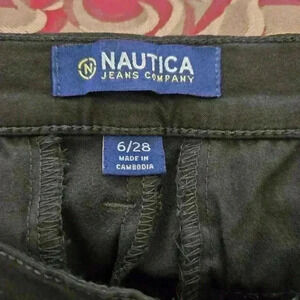 N NAUTICA
JEANS COMPANY
6/28
MADE IN
CAMBODIA